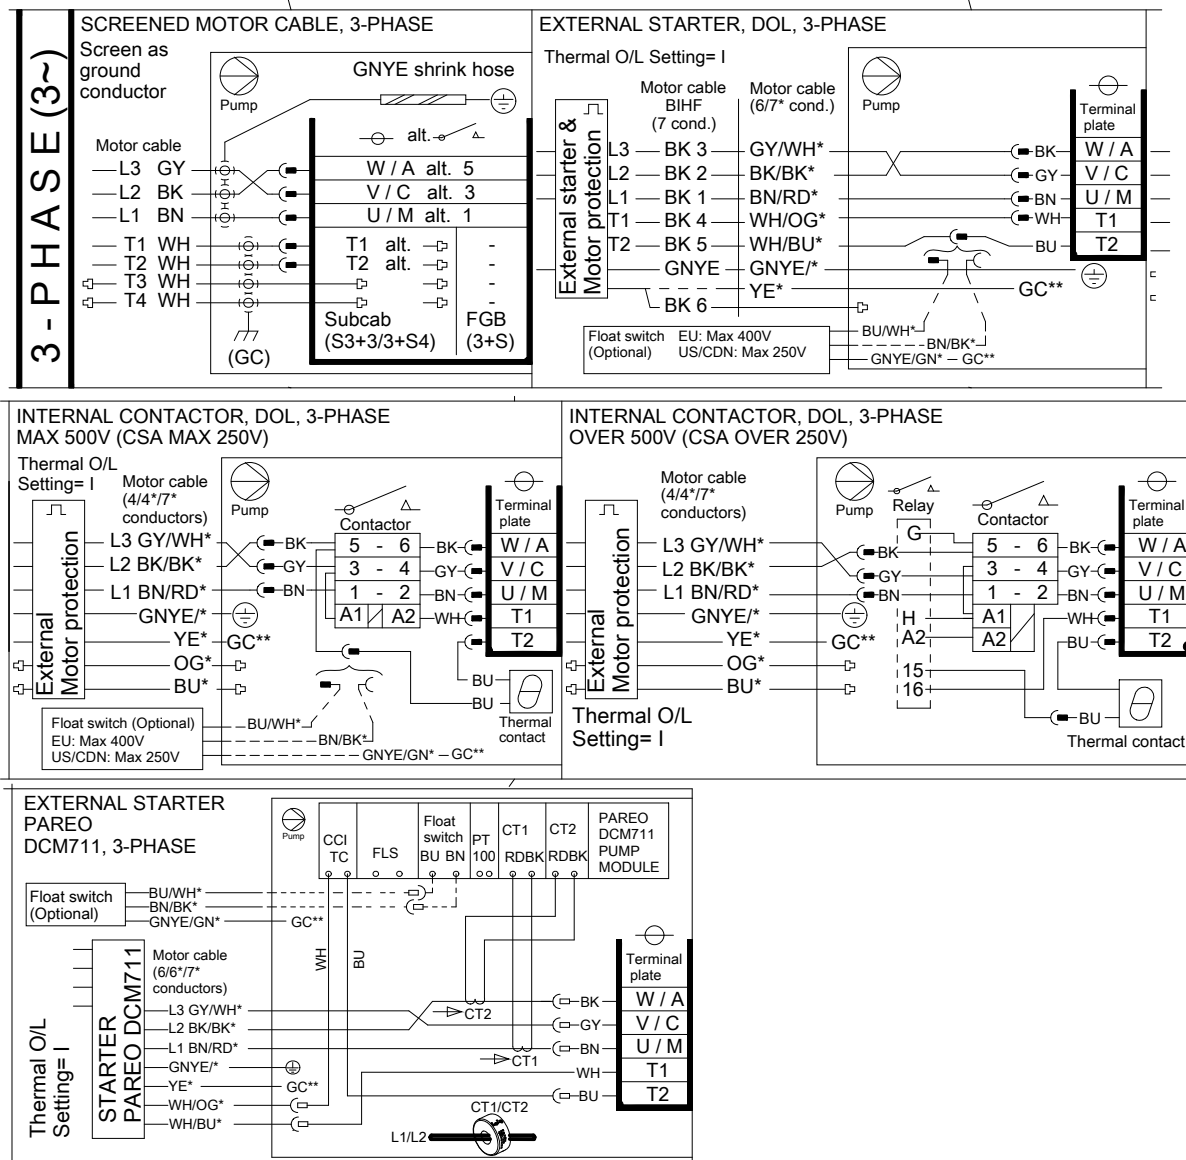 3 - P H A S E (3~)
SCREENED MOTOR CABLE, 3-PHASE
Screen as
ground
conductor
Pump
GNYE shrink hose
alt.
Motor cable
L3 GY
L2 BK
L1 BN
T1 WH
T2 WH
T3 WH
T4 WH
(GC)
W / A alt. 5
V / C alt. 3
U / M alt. 1
T1 alt. -
T2 alt. -
-
-
Subcab
(S3+3/3+S4)
FGB
(3+S)
EXTERNAL STARTER, DOL, 3-PHASE
Thermal O/L Setting= I
Motor cable
BIHF
(7 cond.)
Motor cable
(6/7* cond.)
Pump
Terminal
plate
External starter &
Motor protection
L3 BK 3 GY/WH* BK W / A
L2 BK 2 BK/BK* GY V / C
L1 BK 1 BN/RD* BN U / M
T1 BK 4 WH/OG* WH T1
T2 BK 5 WH/BU* BU T2
GNYE GNYE/*
YE* GC**
BK 6
Float switch
(Optional)
EU: Max 400V
US/CDN: Max 250V
BU/WH*
BN/BK*
GNYE/GN* GC**
INTERNAL CONTACTOR, DOL, 3-PHASE
MAX 500V (CSA MAX 250V)
Thermal O/L
Setting= I
Motor cable
(4/4*/7*
conductors)
Pump
Contactor
Terminal
plate
External
Motor protection
L3 GY/WH* BK 5 - 6 BK W / A
L2 BK/BK* GY 3 - 4 GY V / C
L1 BN/RD* BN 1 - 2 BN U / M
GNYE/* A1 A2 WH T1
YE* GC** T2
OG*
BU*
BU
BU
Thermal
contact
Float switch (Optional)
EU: Max 400V
US/CDN: Max 250V
BU/WH*
BN/BK*
GNYE/GN* GC**
INTERNAL CONTACTOR, DOL, 3-PHASE
OVER 500V (CSA OVER 250V)
Motor cable
(4/4*/7*
conductors)
Pump
Relay
Contactor
Terminal
plate
External
Motor protection
L3 GY/WH* BK G 5 - 6 BK W / A
L2 BK/BK* GY 3 - 4 GY V / C
L1 BN/RD* BN 1 - 2 BN U / M
GNYE/* H A1 WH T1
YE* GC** A2 A2 BU T2
OG* 15
BU* 16
BU
Thermal contact
Thermal O/L
Setting= I
EXTERNAL STARTER
PAREO
DCM711, 3-PHASE
Pump
CCI
TC
FLS
Float
switch
BU BN
PT
100
CT1
RDBK
CT2
RDBK
PAREO
DCM711
PUMP
MODULE
Float switch
(Optional)
BU/WH*
BN/BK*
GNYE/GN* GC**
WH
BU
Terminal
plate
Thermal O/L
Setting= I
STARTER
PAREO DCM711
Motor cable
(6/6*/7*
conductors)
L3 GY/WH* BK W / A
L2 BK/BK* CT2 GY V / C
L1 BN/RD* CT1 BN U / M
GNYE/* WH T1
YE* GC** BU T2
WH/OG*
WH/BU*
CT1/CT2
L1/L2